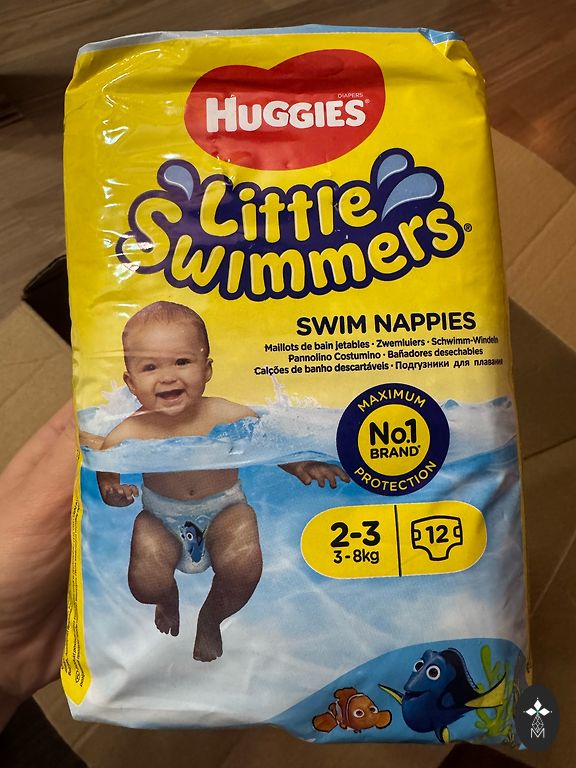 DIAPERS
HUGGIES®
Little
Swimmers®
SWIM NAPPIES
Maillots de bain jetables • Zwemluiers • Schwimm-Windeln
Pannolino Costumino • Bañadores desechables
Calções de banho descartáveis • Подгузники для плавания
MAXIMUM
No.1
BRAND*
PROTECTION
2-3
3-8kg
12